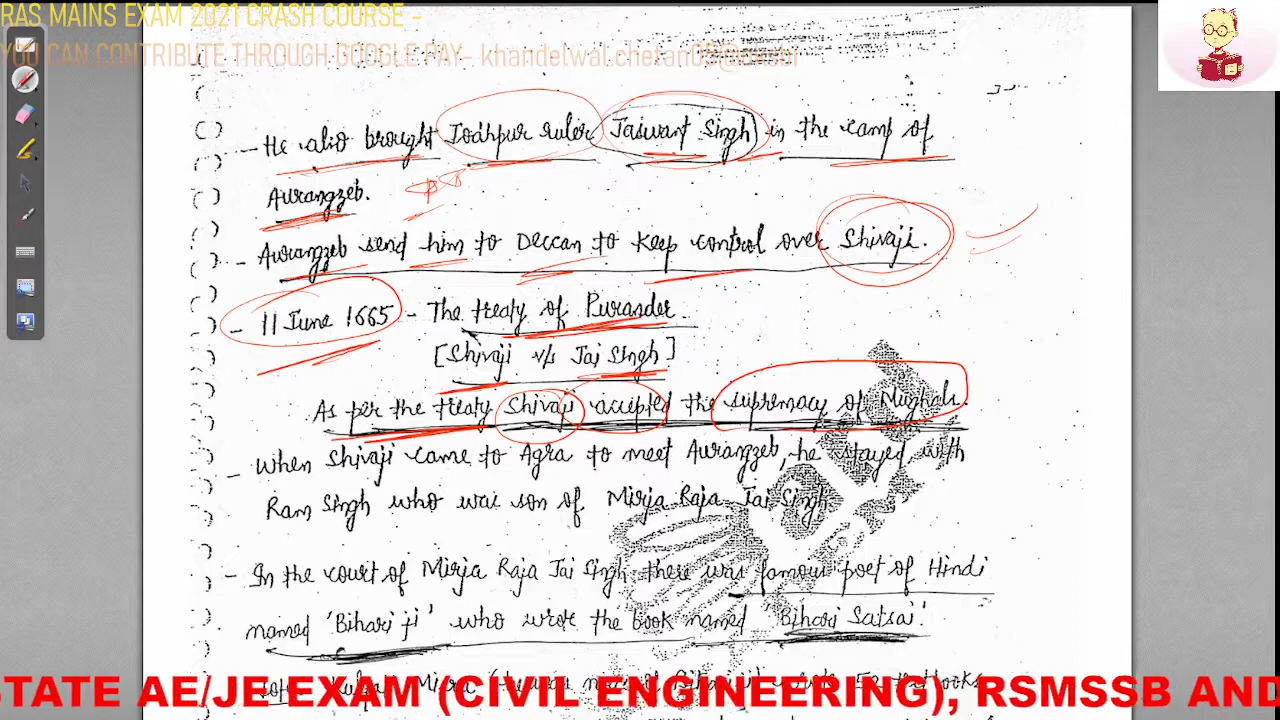 RAS MAINS EXAM 2021 CRASH COURSE -
YOU CAN CONTRIBUTE THROUGH GOOGLE PAY- khandelwal.chetan05@
- He also brought Jodhpur ruler Jaswant Singh in the camp of
Aurangzeb.
- Aurangzeb send him to Deccan to keep control over Shivaji.
- 11 June 1665 - The treaty of Purander.
[Shivaji v/s Jai Singh]
As per the treaty Shivaji accepted the supremacy of Mughals.
- When Shivaji came to Agra to meet Aurangzeb, he stayed with
Ram Singh who was son of Mirja Raja Jai Singh
- In the court of Mirja Raja Jai Singh there was famous poet of Hindi
named 'Bihari ji' who wrote the book named 'Bihari Satsai'.
STATE AE/JE EXAM (CIVIL ENGINEERING), RSMSSB AND